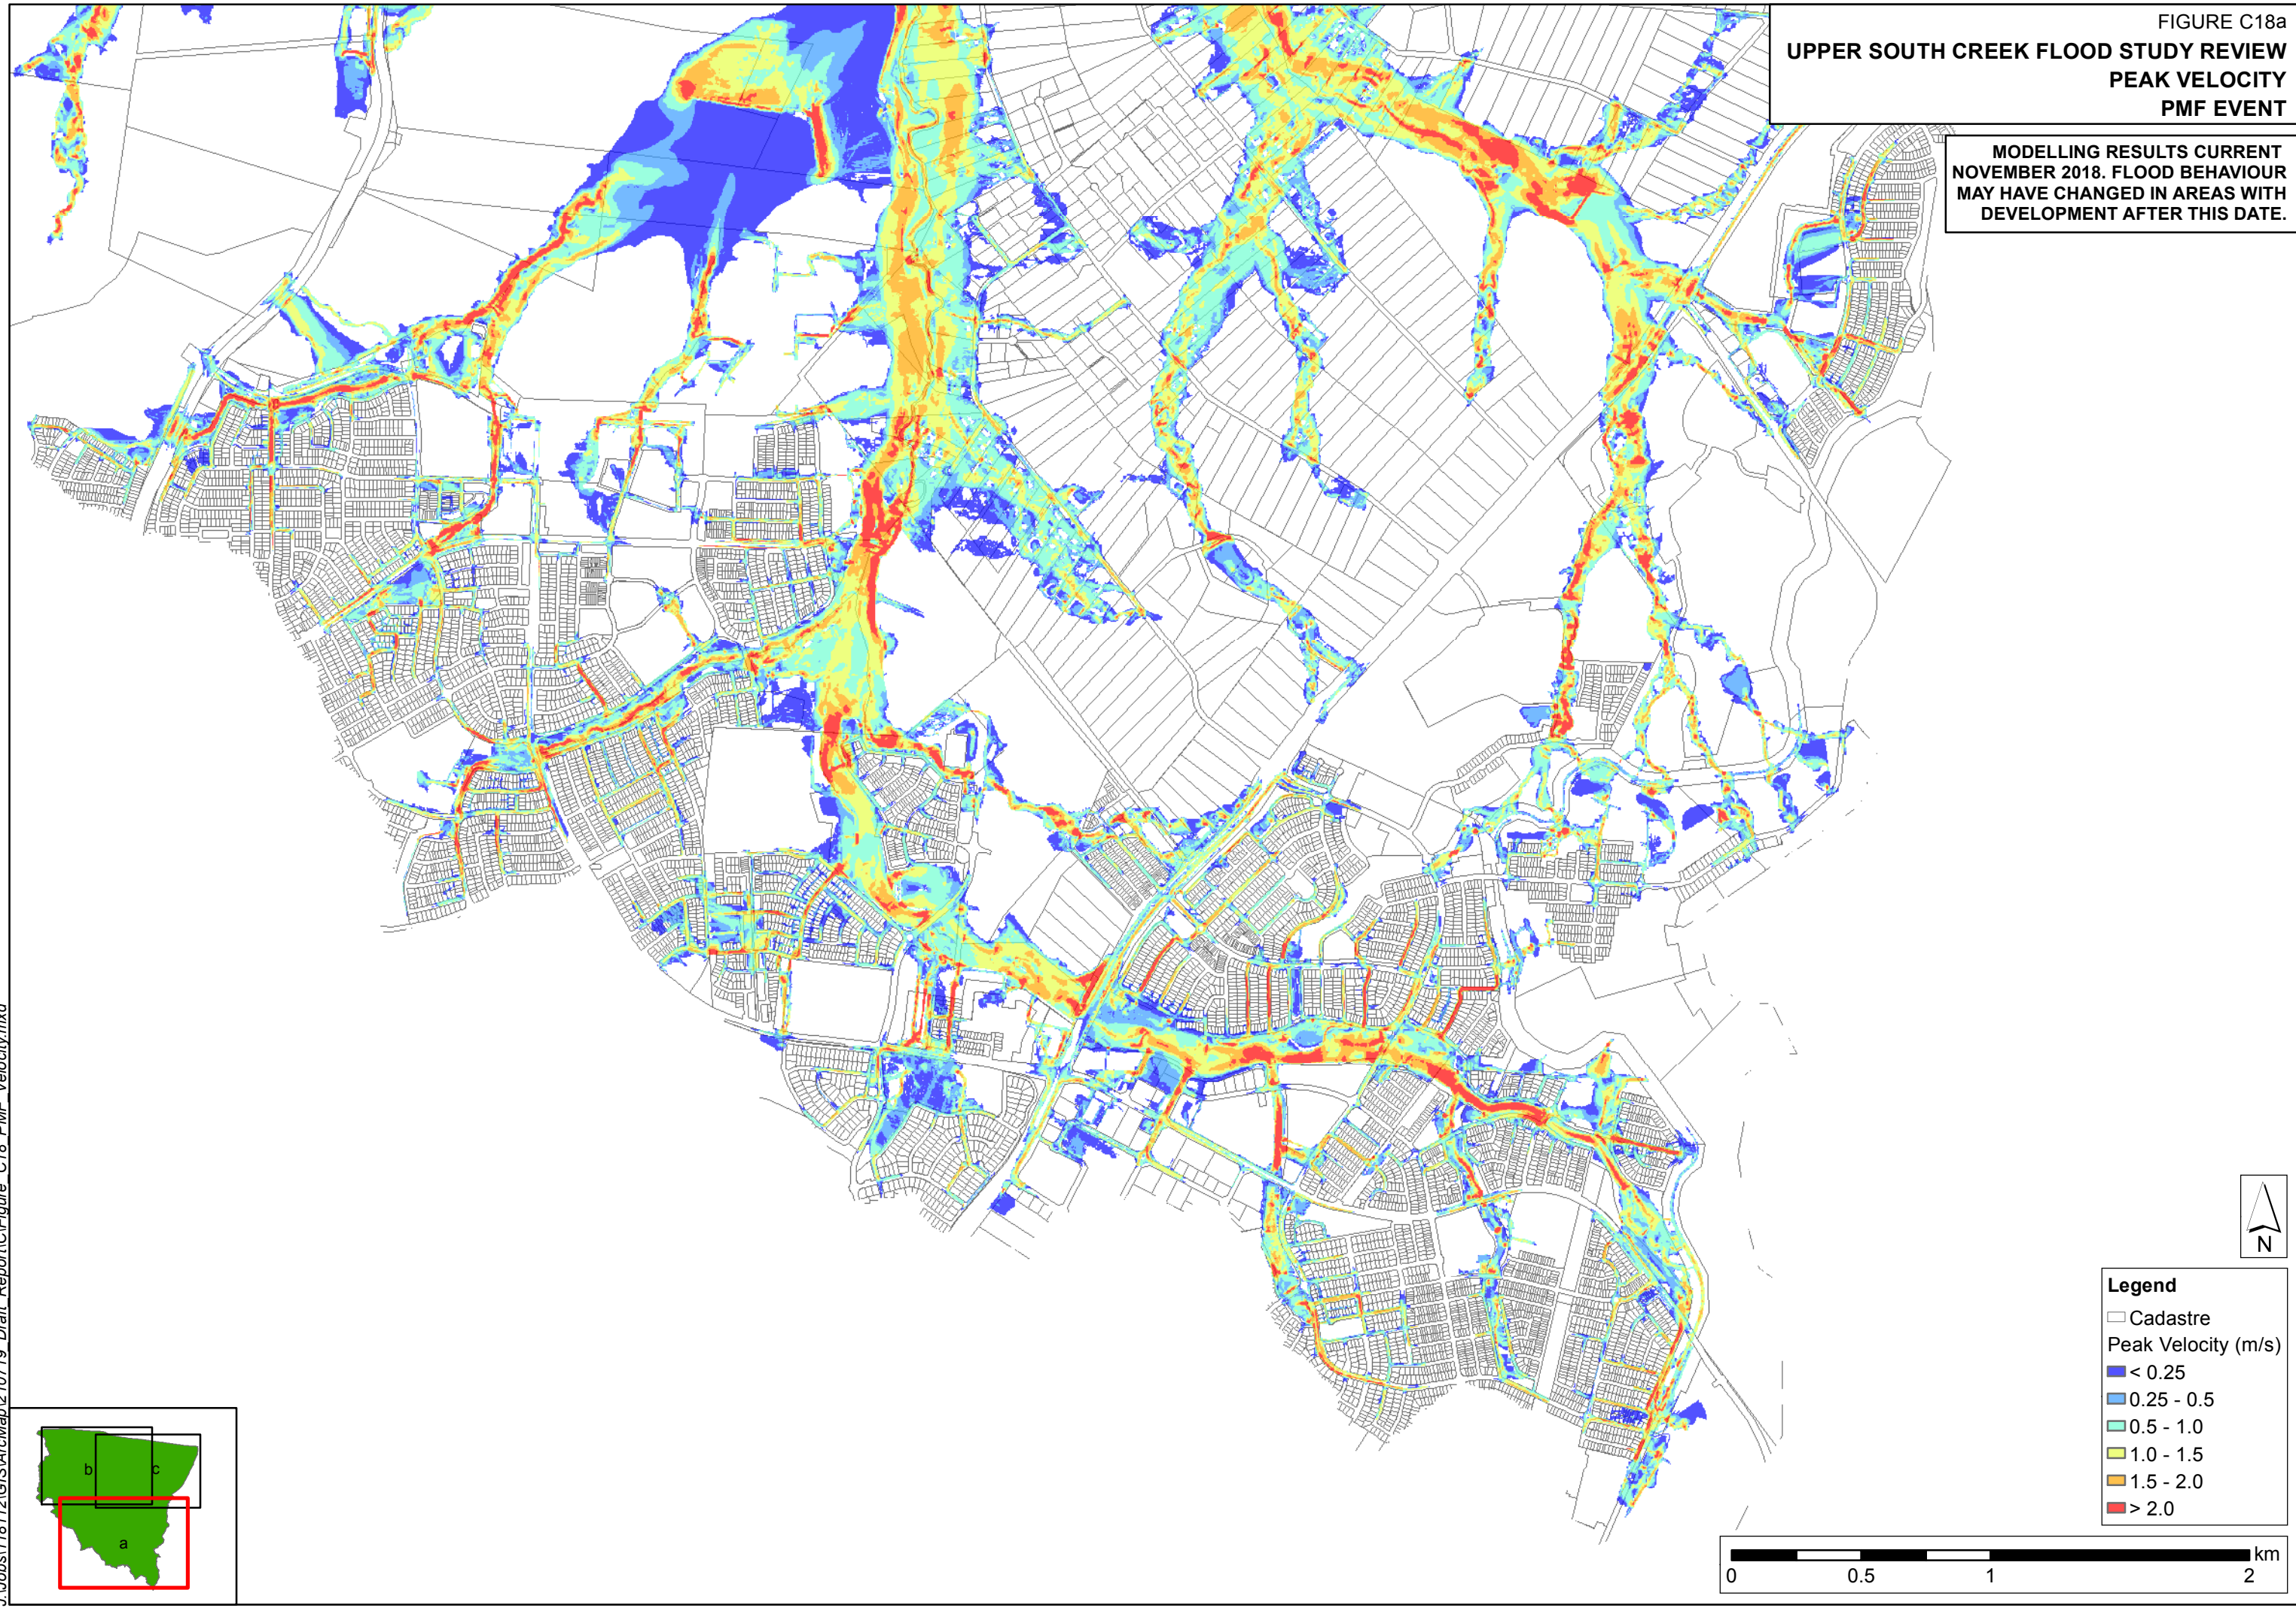 FIGURE C18a
UPPER SOUTH CREEK FLOOD STUDY REVIEW
PEAK VELOCITY
PMF EVENT
MODELLING RESULTS CURRENT
NOVEMBER 2018. FLOOD BEHAVIOUR
MAY HAVE CHANGED IN AREAS WITH
DEVELOPMENT AFTER THIS DATE.
N
Legend
Cadastre
Peak Velocity (m/s)
< 0.25
0.25 - 0.5
0.5 - 1.0
1.0 - 1.5
1.5 - 2.0
> 2.0
km
0 0.5 1 2
b c
a